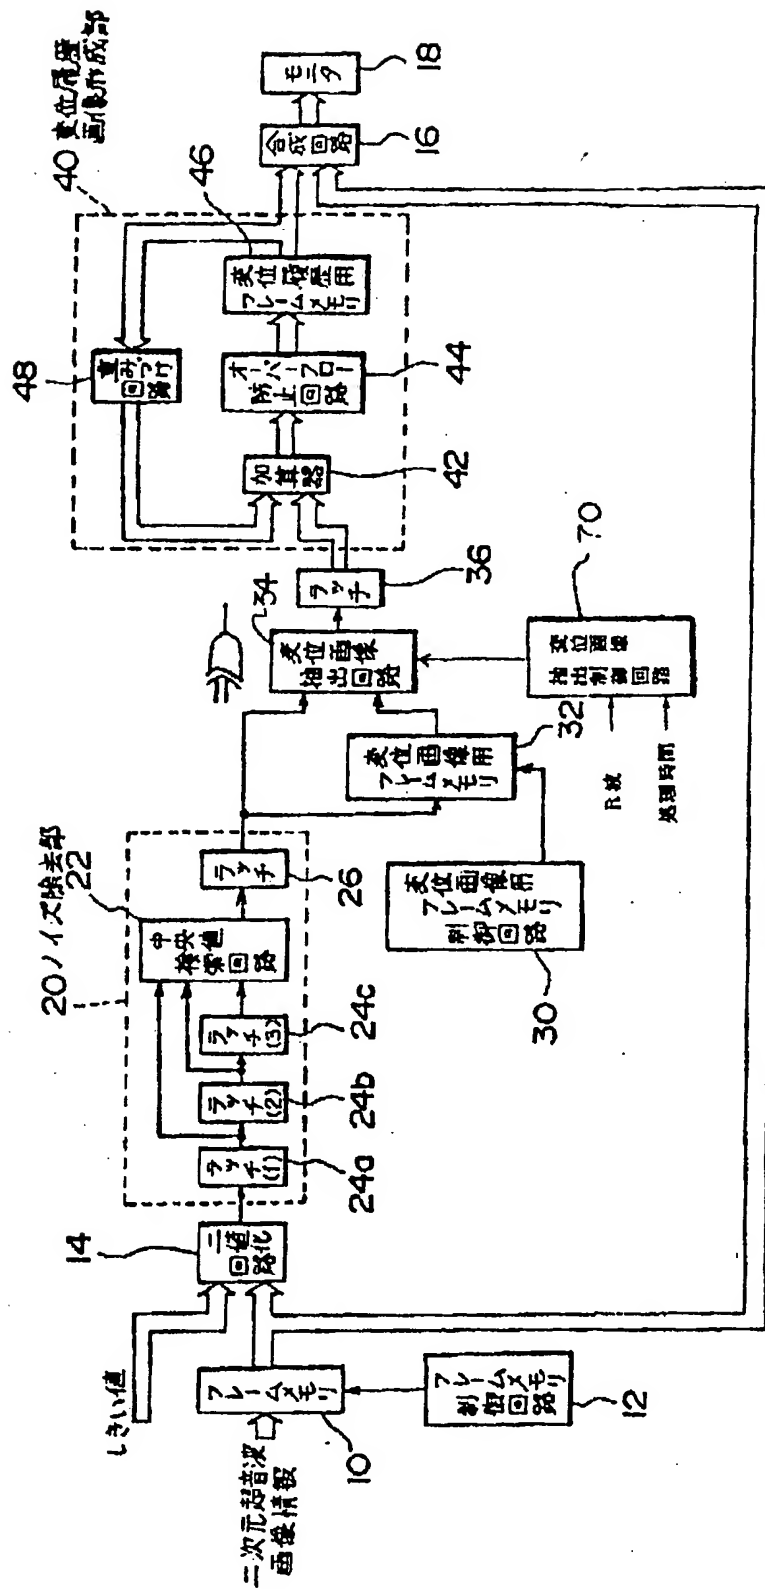 二次元超音波
画像情報
フレームメモリ
10
フレームメモリ
制御回路
12
しきい値
二値化
回路
14
20 ノイズ除去部
ラッチ
(1)
24a
ラッチ
(2)
24b
ラッチ
(3)
24c
中央値
検索回路
22
ラッチ
26
変位画像用
フレームメモリ
制御回路
30
変位画像用
フレームメモリ
32
変位画像
抽出回路
34
R波
処理時間
変位画像
抽出制御回路
70
ラッチ
36
40 変位履歴
画像形成部
加算器
42
オーバーフロー
防止回路
44
変位履歴用
フレームメモリ
46
重みづけ
回路
48
合成回路
16
モニタ
18